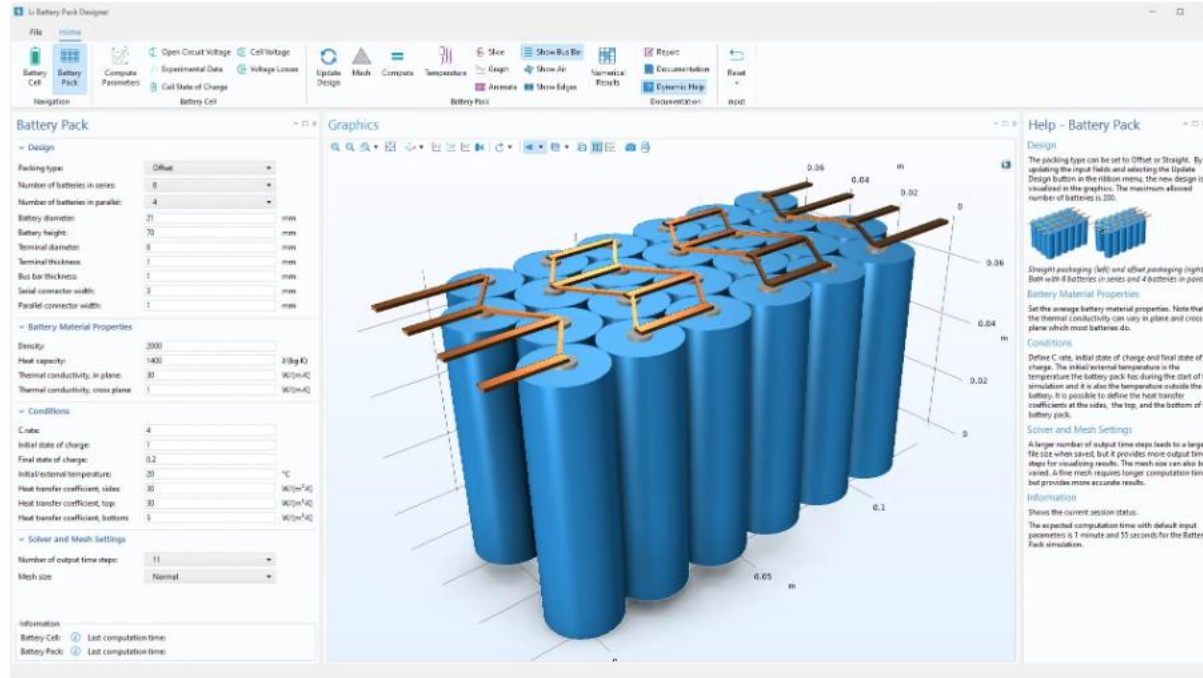 Li Battery Pack Designer
File Home
Battery Cell
Battery Pack
Compute Parameters
Open Circuit Voltage
Experimental Data
Cell State of Charge
Cell Voltage
Voltage Losses
Update Design
Mesh
Compute
Temperature
Slice
Graph
Animate
Show Bus Bar
Show Air
Show Edges
Numerical Results
Report
Documentation
Dynamic Help
Reset
Navigation
Battery Cell
Battery Pack
Documentation
Input
Battery Pack
Design
Packing type: Offset
Number of batteries in series: 6
Number of batteries in parallel: 4
Battery diameter: 21 mm
Battery height: 70 mm
Terminal diameter: 6 mm
Terminal thickness: 1 mm
Bus bar thickness: 1 mm
Serial connector width: 3 mm
Parallel connector width: 1 mm
Battery Material Properties
Density: 2000
Heat capacity: 1400 J/(kg·K)
Thermal conductivity, in plane: 30 W/(m·K)
Thermal conductivity, cross plane: 1 W/(m·K)
Conditions
C rate: 4
Initial state of charge: 1
Final state of charge: 0.2
Initial/external temperature: 20 °C
Heat transfer coefficient, sides: 30 W/(m²·K)
Heat transfer coefficient, top: 30 W/(m²·K)
Heat transfer coefficient, bottom: 5 W/(m²·K)
Solver and Mesh Settings
Number of output time steps: 11
Mesh size: Normal
Information
Battery Cell: Last computation time:
Battery Pack: Last computation time:
Graphics
0.06 m
0.04
0.02
0
0.06
0.04
m
0.02
0
0.1
0.05
m
0
Help - Battery Pack
Design
The packing type can be set to Offset or Straight. By
updating the input fields and selecting the Update
Design button in the ribbon menu, the new design is
visualized in the graphics. The maximum allowed
number of batteries is 200.
Straight packaging (left) and offset packaging (right)
Both with 6 batteries in series and 4 batteries in
Battery Material Properties
Set the average battery material properties. Note that
the thermal conductivity can vary in plane and cross
plane which most batteries do.
Conditions
Define C rate, initial state of charge and final state of
charge. The initial/external temperature is the
temperature the battery pack has during the start of
simulation and it is also the temperature outside the
battery. It is possible to define the heat transfer
coefficients at the sides, the top, and the bottom of
battery pack.
Solver and Mesh Settings
A larger number of output time steps leads to a large
file size when saved, but it provides more output time
steps for visualizing results. The mesh size can also be
varied. A fine mesh requires longer computation time
but provides more accurate results.
Information
Shows the current session status.
The expected computation time with default input
parameters is 1 minute and 55 seconds for the
Pack simulation.